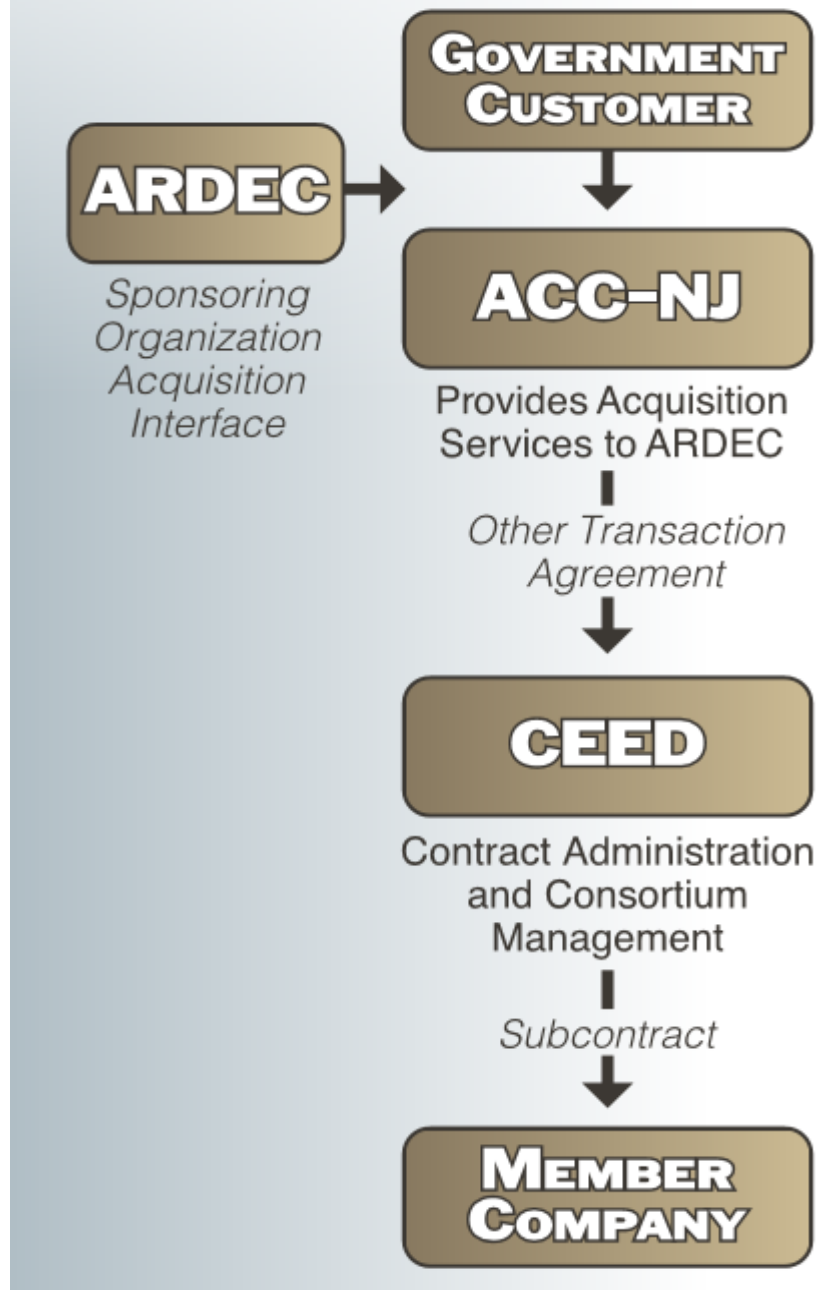 GOVERNMENT
CUSTOMER
ARDEC
Sponsoring
Organization
Acquisition
Interface
ACC-NJ
Provides Acquisition
Services to ARDEC
Other Transaction
Agreement
CEED
Contract Administration
and Consortium
Management
Subcontract
MEMBER
COMPANY